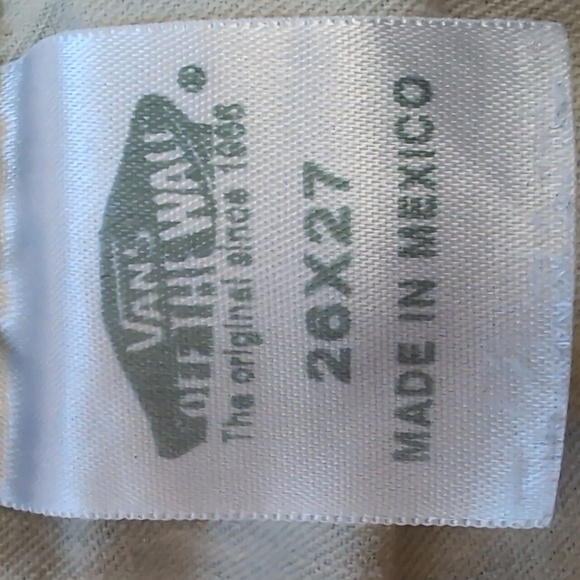 VANS
OFF THE WALL
®
The original since 1966
26X27
MADE IN MEXICO